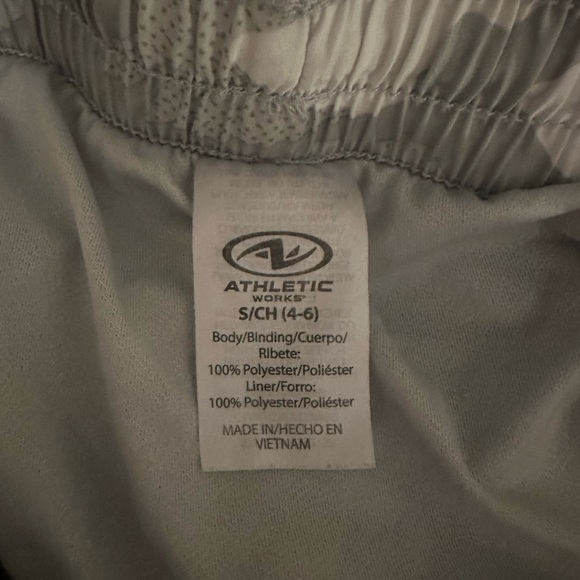 ATHLETIC
WORKS
S/CH (4-6)
Body/Binding/Cuerpo/
Ribete:
100% Polyester/Poliéster
Liner/Forro:
100% Polyester/Poliéster
MADE IN/HECHO EN
VIETNAM